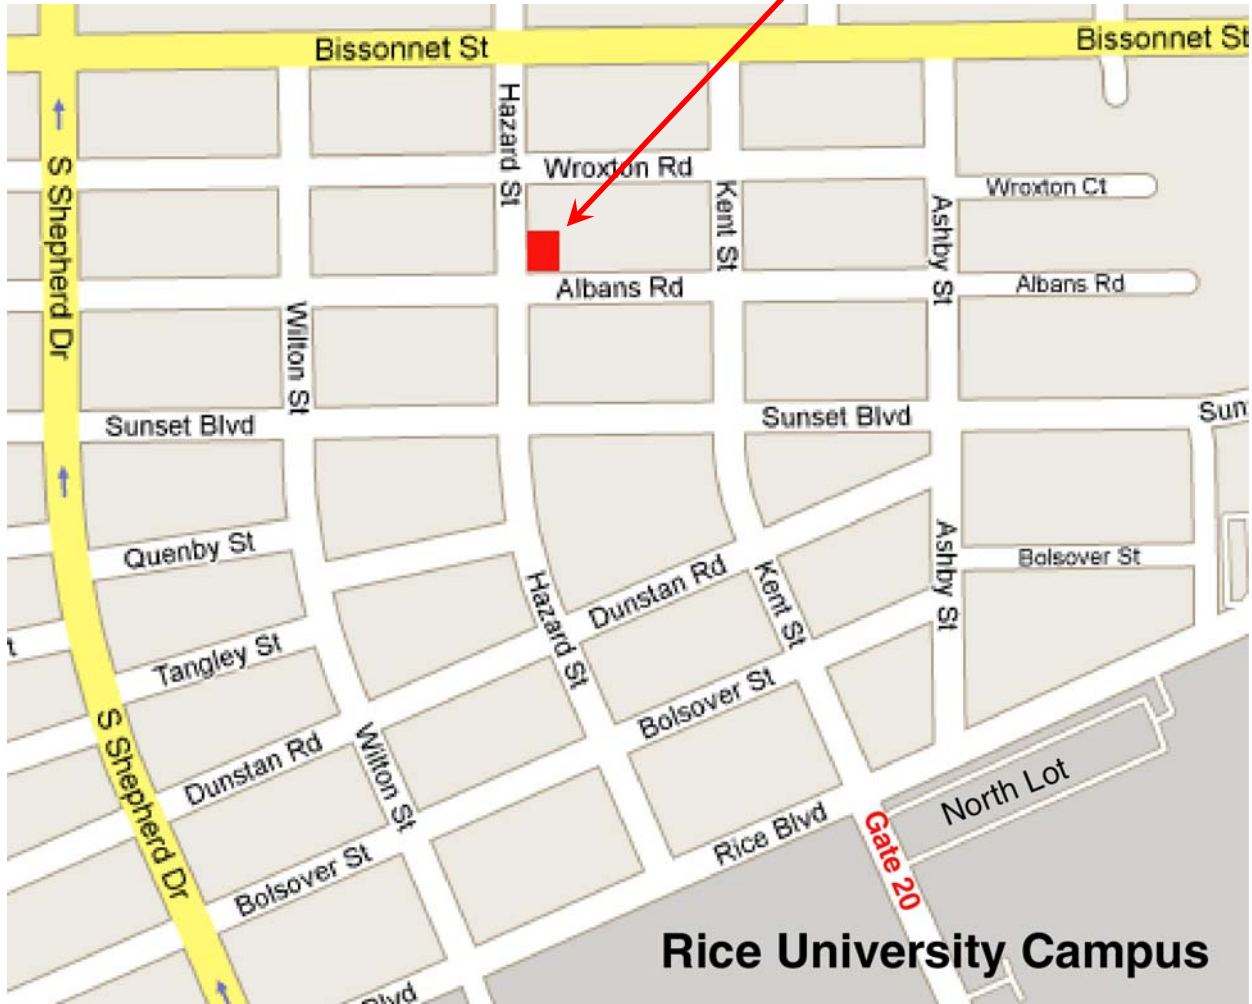 Bissonnet St
Bissonnet St
Hazard St
Wroxton Rd
Wroxton Ct
S Shepherd Dr
Kent St
Ashby St
Albans Rd
Albans Rd
Wilton St
Sunset Blvd
Sunset Blvd
Quenby St
Ashby St
Bolsover St
Hazard St
Dunstan Rd
Kent St
Tangley St
Bolsover St
S Shepherd Dr
Dunstan Rd
Wilton St
North Lot
Rice Blvd
Gate 20
Bolsover St
Rice University Campus
Blvd